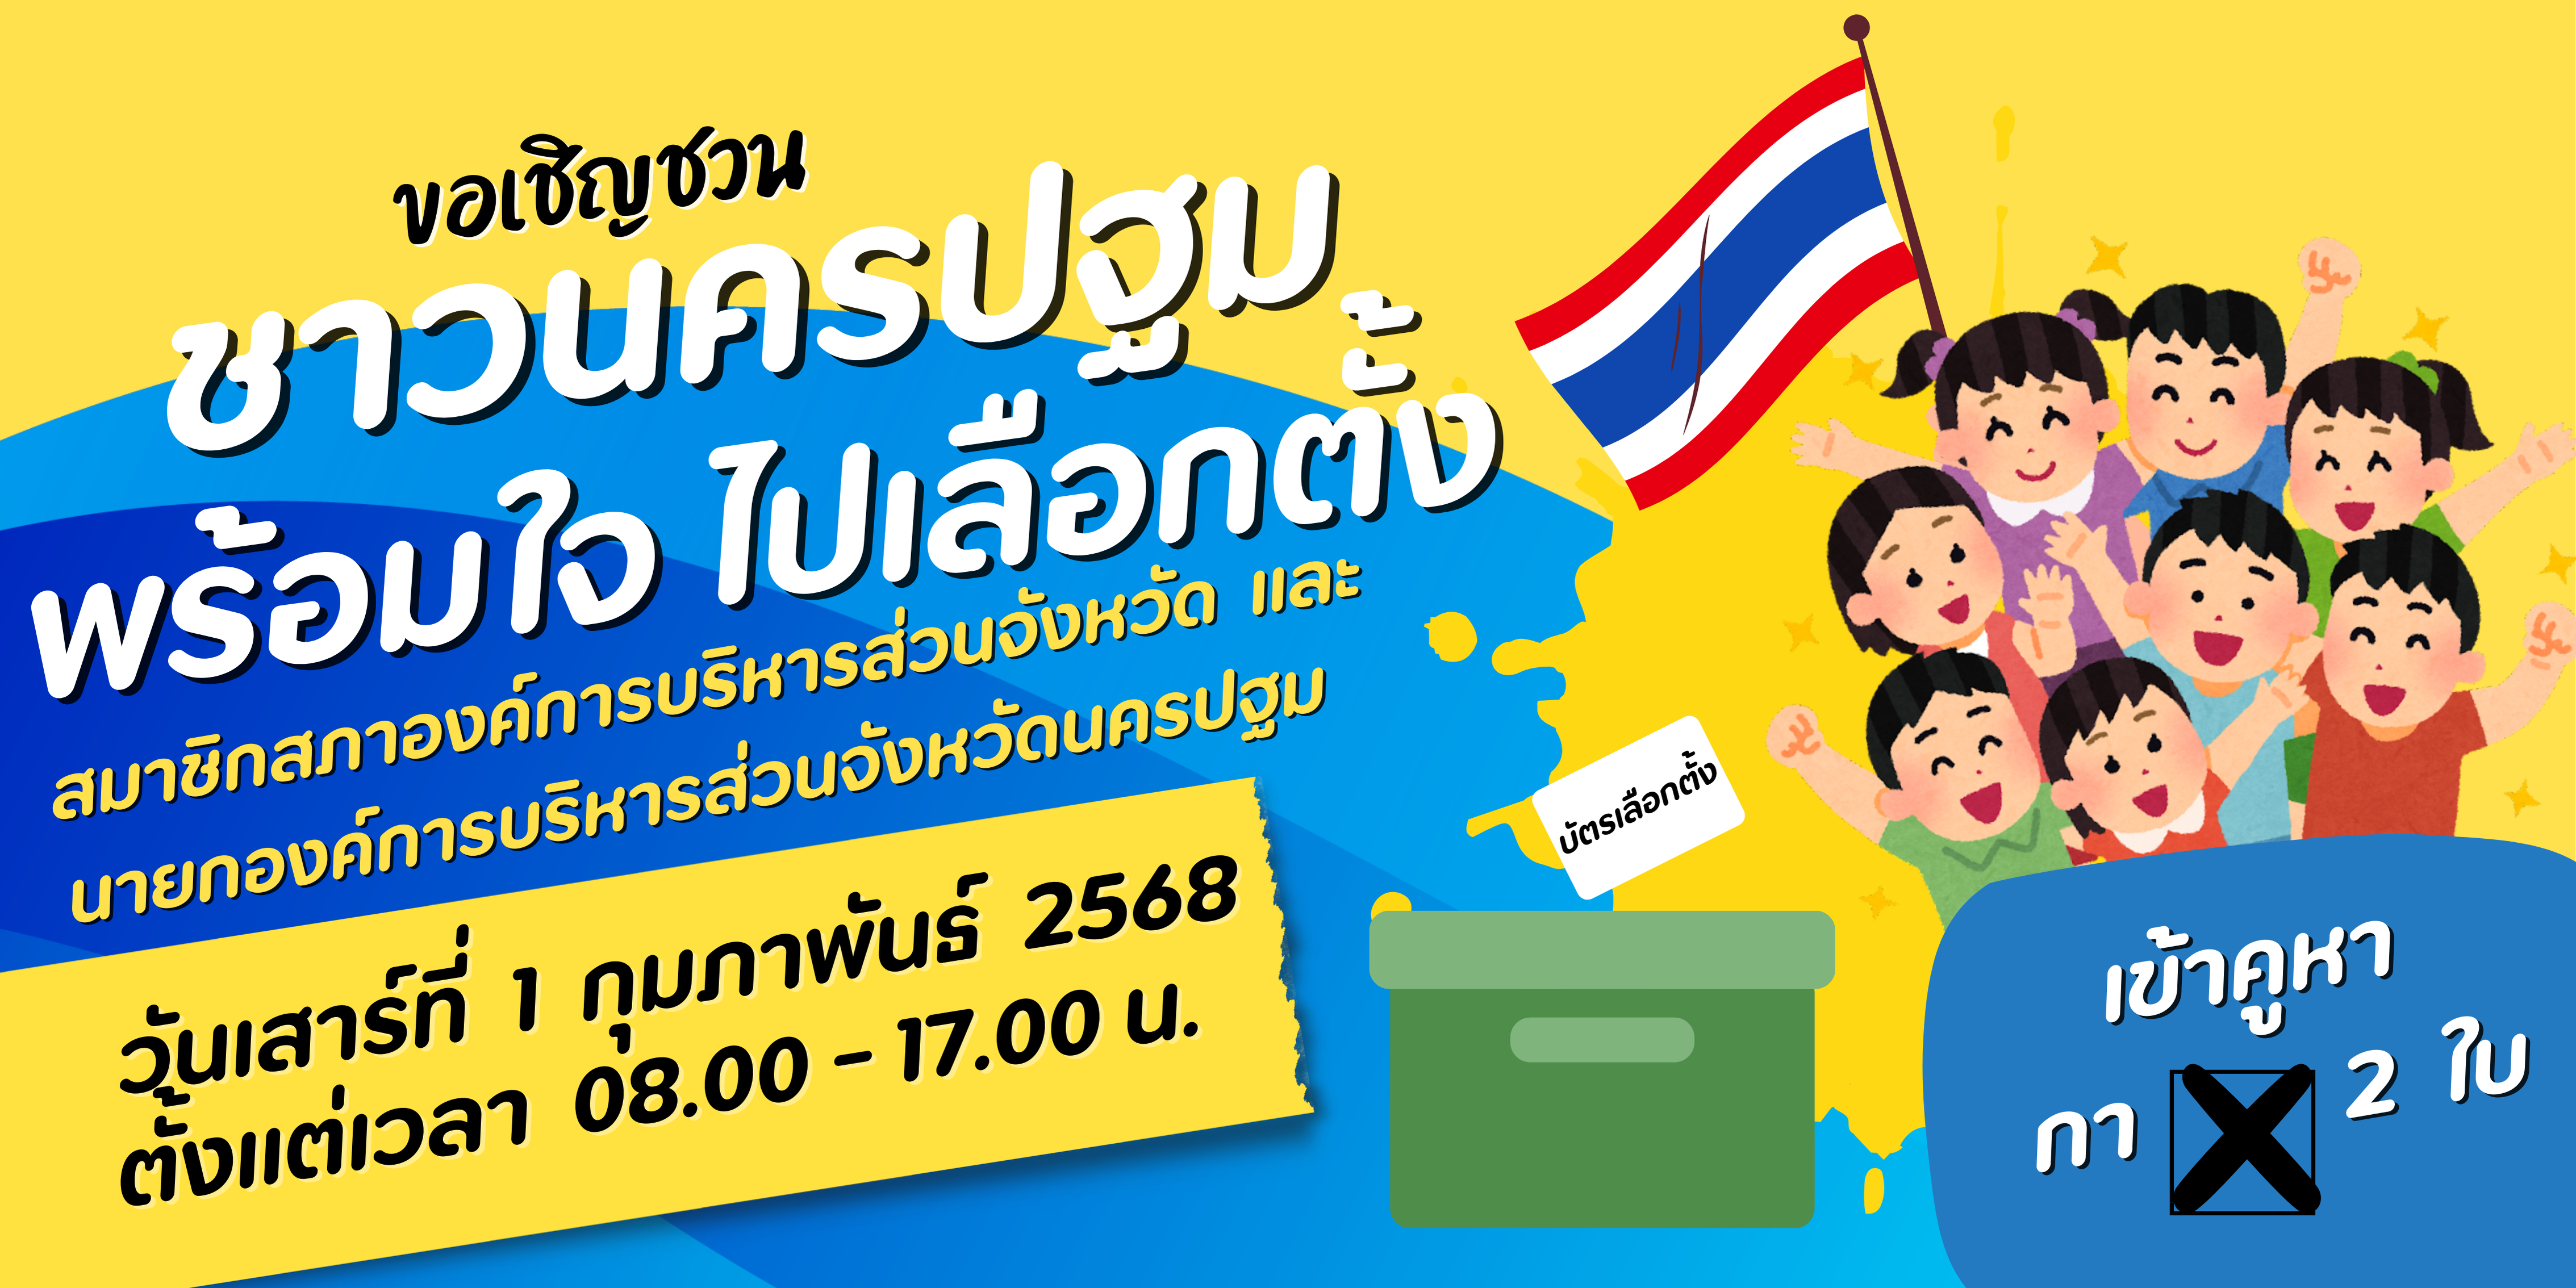 ขอเชิญชวน
ชาวนครปฐม
พร้อมใจ ไปเลือกตั้ง
สมาชิกสภาองค์การบริหารส่วนจังหวัด และ
นายกองค์การบริหารส่วนจังหวัดนครปฐม
วันเสาร์ที่ 1 กุมภาพันธ์ 2568
ตั้งแต่เวลา 08.00 - 17.00 น.
บัตรเลือกตั้ง
เข้าคูหา
กา X 2 ใบ